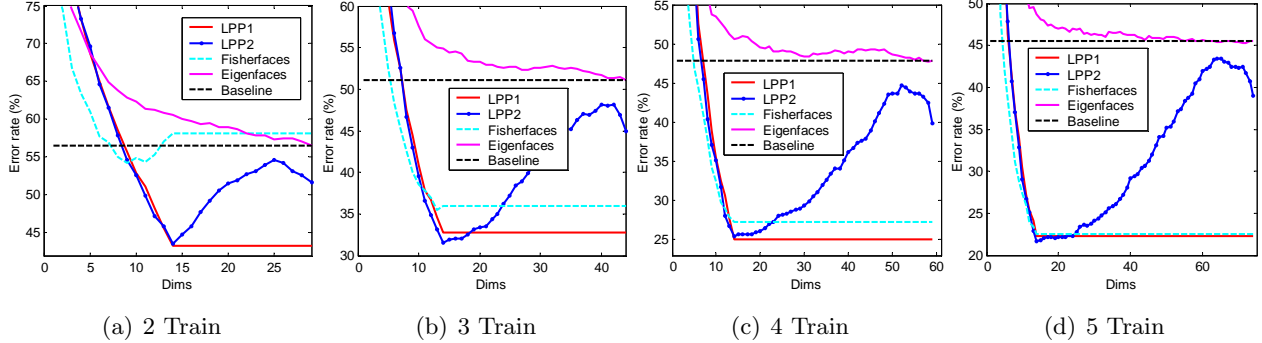 75
70
65
60
55
50
45
0
5
10
15
20
25
Error rate (%)
Dims
LPP1
LPP2
Fisherfaces
Eigenfaces
Baseline
(a) 2 Train
60
55
50
45
40
35
30
0
10
20
30
40
Error rate (%)
Dims
LPP1
LPP2
Fisherfaces
Eigenfaces
Baseline
(b) 3 Train
55
50
45
40
35
30
25
0
10
20
30
40
50
60
Error rate (%)
Dims
LPP1
LPP2
Fisherfaces
Eigenfaces
Baseline
(c) 4 Train
50
45
40
35
30
25
20
0
20
40
60
Error rate (%)
Dims
LPP1
LPP2
Fisherfaces
Eigenfaces
Baseline
(d) 5 Train